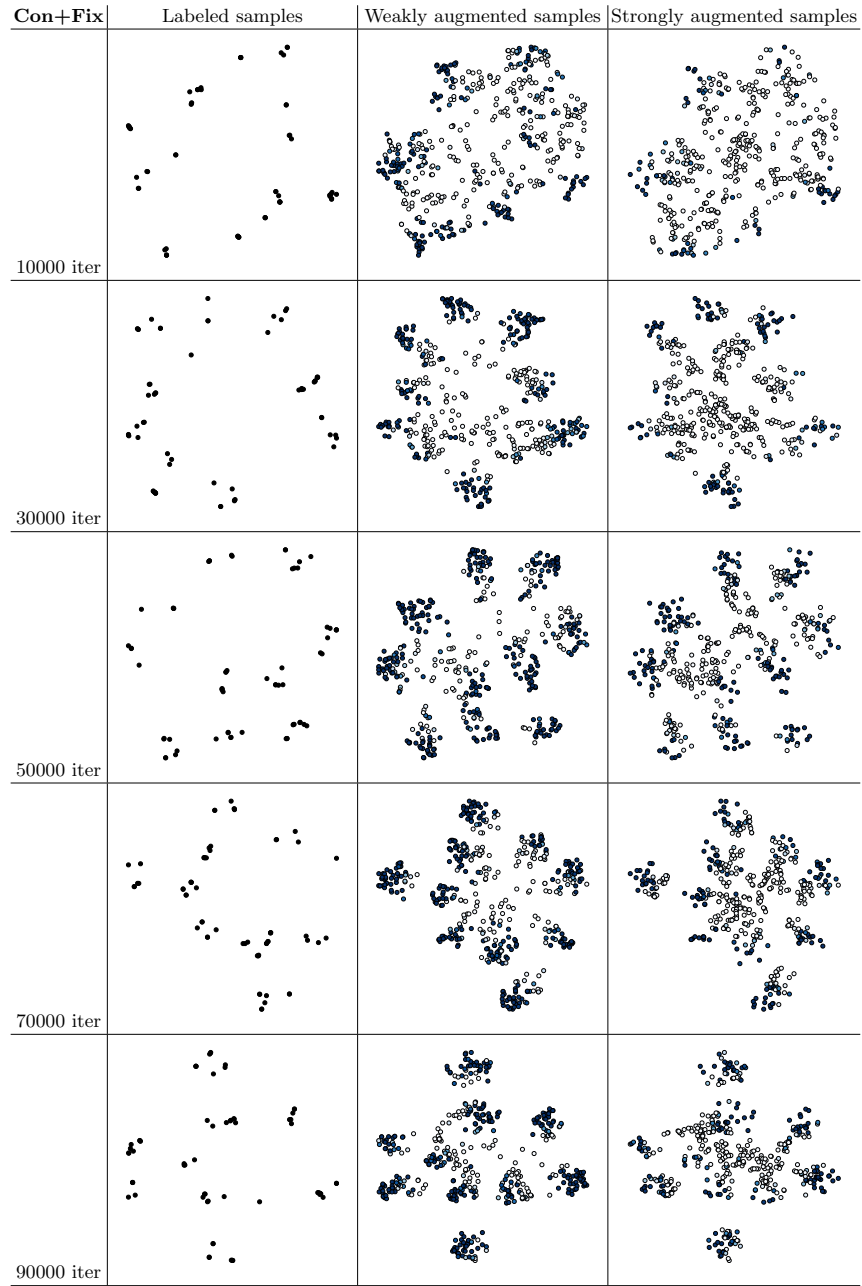 Con+Fix Labeled samples Weakly augmented samples Strongly augmented samples
10000 iter
30000 iter
50000 iter
70000 iter
90000 iter